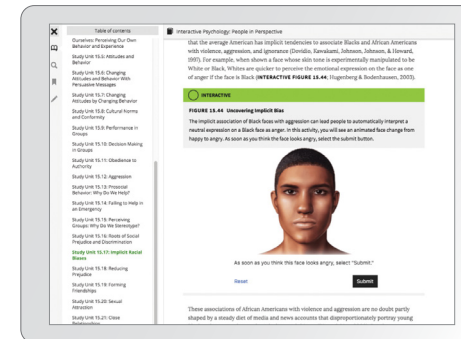 Table of contents
Ourselves: Perceiving Our Own
Behavior and Experience
Study Unit 15.5: Attitudes and
Behavior
Study Unit 15.6: Changing
Attitudes and Behavior With
Persuasive Messages
Study Unit 15.7: Changing
Attitudes by Changing Behavior
Study Unit 15.8: Cultural Norms
and Conformity
Study Unit 15.9: Performance in
Groups
Study Unit 15.10: Decision Making
in Groups
Study Unit 15.11: Obedience to
Authority
Study Unit 15.12: Aggression
Study Unit 15.13: Prosocial
Behavior: Why Do We Help?
Study Unit 15.14: Failing to Help in
an Emergency
Study Unit 15.15: Perceiving
Groups: Why Do We Stereotype?
Study Unit 15.16: Roots of Social
Prejudice and Discrimination
Study Unit 15.17: Implicit Racial
Biases
Study Unit 15.18: Reducing
Prejudice
Study Unit 15.19: Forming
Friendships
Study Unit 15.20: Sexual
Attraction
Study Unit 15.21: Close
Relationships
Interactive Psychology: People in Perspective
that the average American has implicit tendencies to associate Blacks and African Americans
with violence, aggression, and ignorance (Dovidio, Kawakami, Johnson, Johnson, & Howard,
1997). For example, when shown a face whose skin tone is experimentally manipulated to be
White or Black, Whites are quicker to perceive the emotional expression on the face as one
of anger if the face is Black (INTERACTIVE FIGURE 15.44; Hugenberg & Bodenhausen, 2003).
INTERACTIVE
FIGURE 15.44 Uncovering Implicit Bias
The implicit association of Black faces with aggression can lead people to automatically interpret a
neutral expression on a Black face as anger. In this activity, you will see an animated face change from
happy to angry. As soon as you think the face looks angry, select the submit button.
As soon as you think this face looks angry, select "Submit."
Reset
Submit
These associations of African Americans with violence and aggression are no doubt partly
shaped by a steady diet of media and news accounts that disproportionately portray young